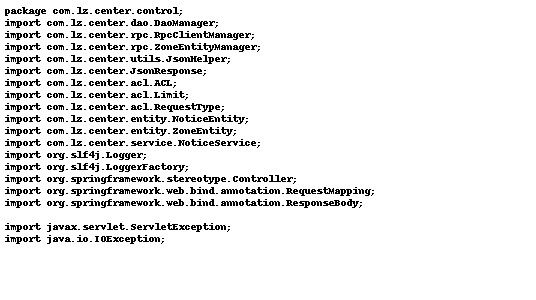 package com.lz.center.control;
import com.lz.center.dao.DaoManager;
import com.lz.center.rpc.RpcClientManager;
import com.lz.center.rpc.ZoneEntityManager;
import com.lz.center.utils.JsonHelper;
import com.lz.center.JsonResponse;
import com.lz.center.acl.ACL;
import com.lz.center.acl.Limit;
import com.lz.center.acl.RequestType;
import com.lz.center.entity.NoticeEntity;
import com.lz.center.entity.ZoneEntity;
import com.lz.center.service.NoticeService;
import org.slf4j.Logger;
import org.slf4j.LoggerFactory;
import org.springframework.stereotype.Controller;
import org.springframework.web.bind.annotation.RequestMapping;
import org.springframework.web.bind.annotation.ResponseBody;
import javax.servlet.ServletException;
import java.io.IOException;